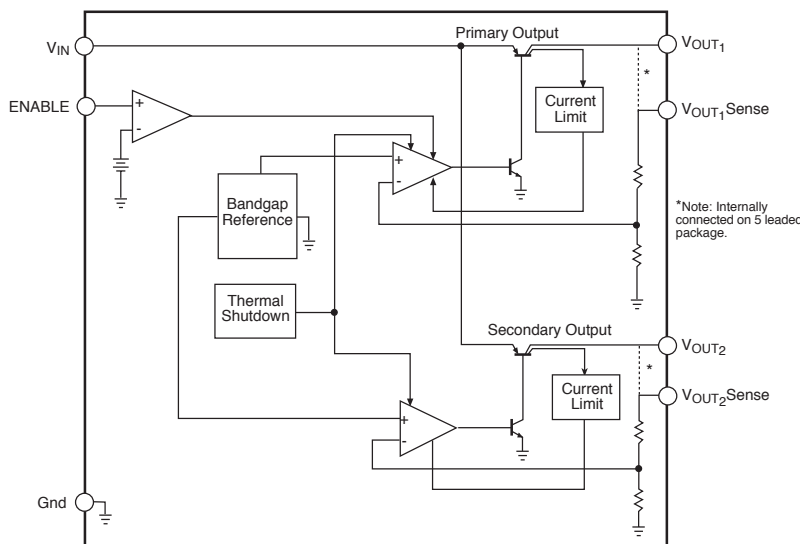 Primary Output
VIN
VOUT1
*
ENABLE
+
-
Current
Limit
VOUT1Sense
+
-
Bandgap
Reference
*Note: Internally
connected on 5 leaded
package.
Thermal
Shutdown
Secondary Output
VOUT2
*
Current
Limit
VOUT2Sense
+
-
Gnd